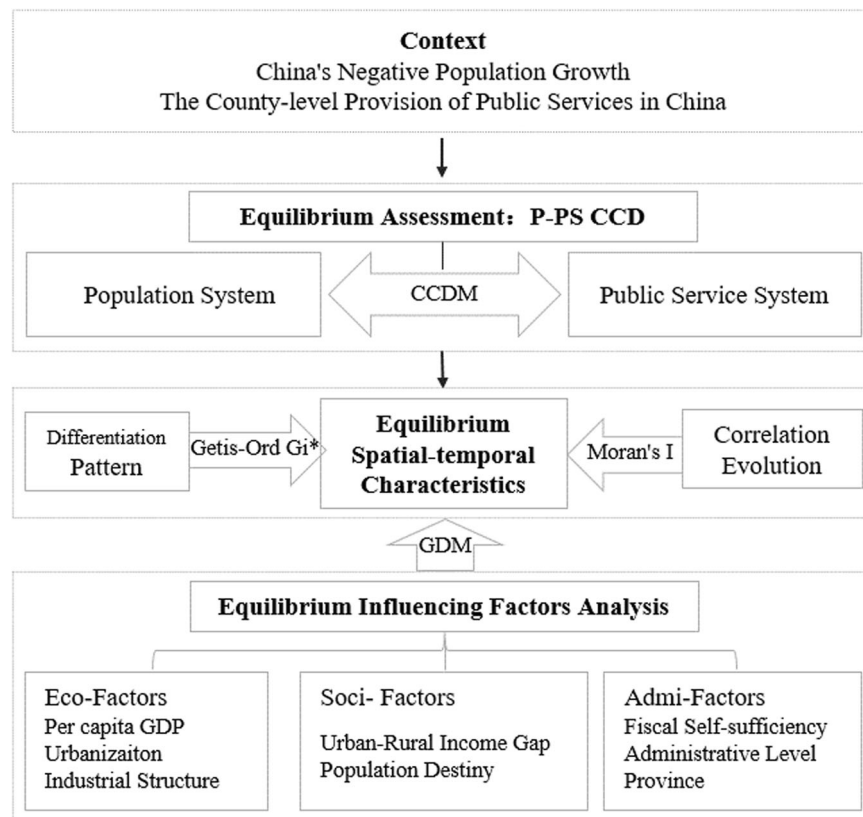 Context
China's Negative Population Growth
The County-level Provision of Public Services in China
Equilibrium Assessment：P-PS CCD
Population System
CCDM
Public Service System
Differentiation
Pattern
Getis-Ord Gi*
Equilibrium
Spatial-temporal
Characteristics
Moran's I
Correlation
Evolution
GDM
Equilibrium Influencing Factors Analysis
Eco-Factors
Per capita GDP
Urbanizaiton
Industrial Structure
Soci- Factors
Urban-Rural Income Gap
Population Destiny
Admi-Factors
Fiscal Self-sufficiency
Administrative Level
Province